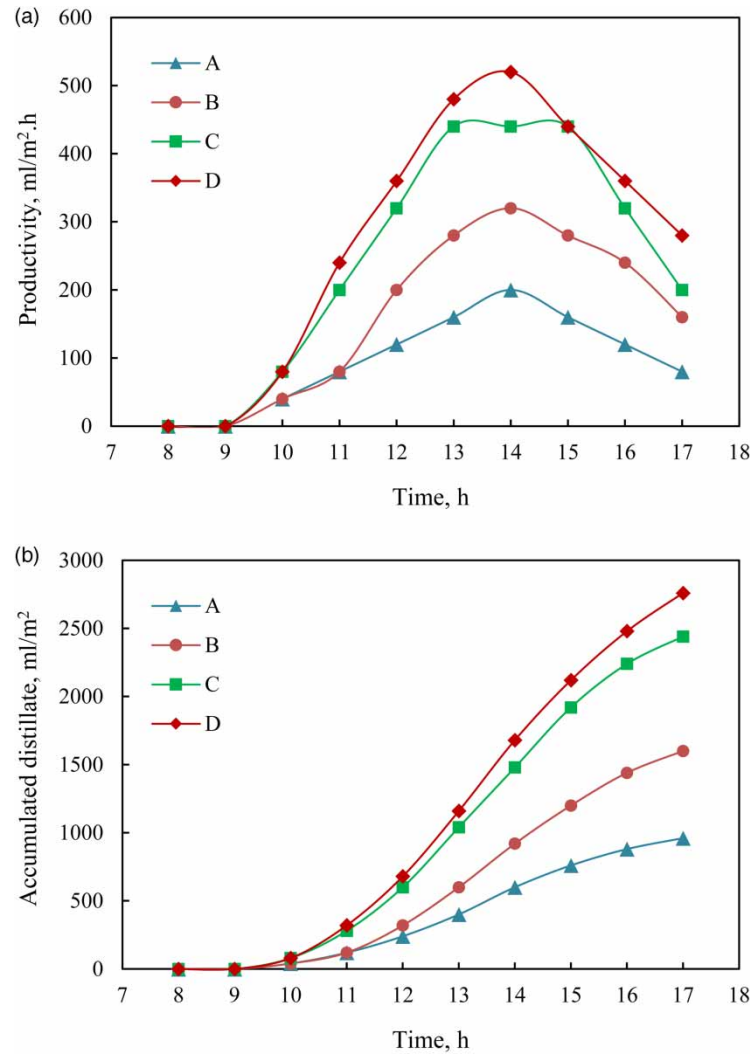 (a)
600
500
400
300
200
100
0
A
B
C
D
7 8 9 10 11 12 13 14 15 16 17 18
Productivity, ml/m².h
Time, h
(b)
3000
2500
2000
1500
1000
500
0
A
B
C
D
7 8 9 10 11 12 13 14 15 16 17 18
Accumulated distillate, ml/m²
Time, h